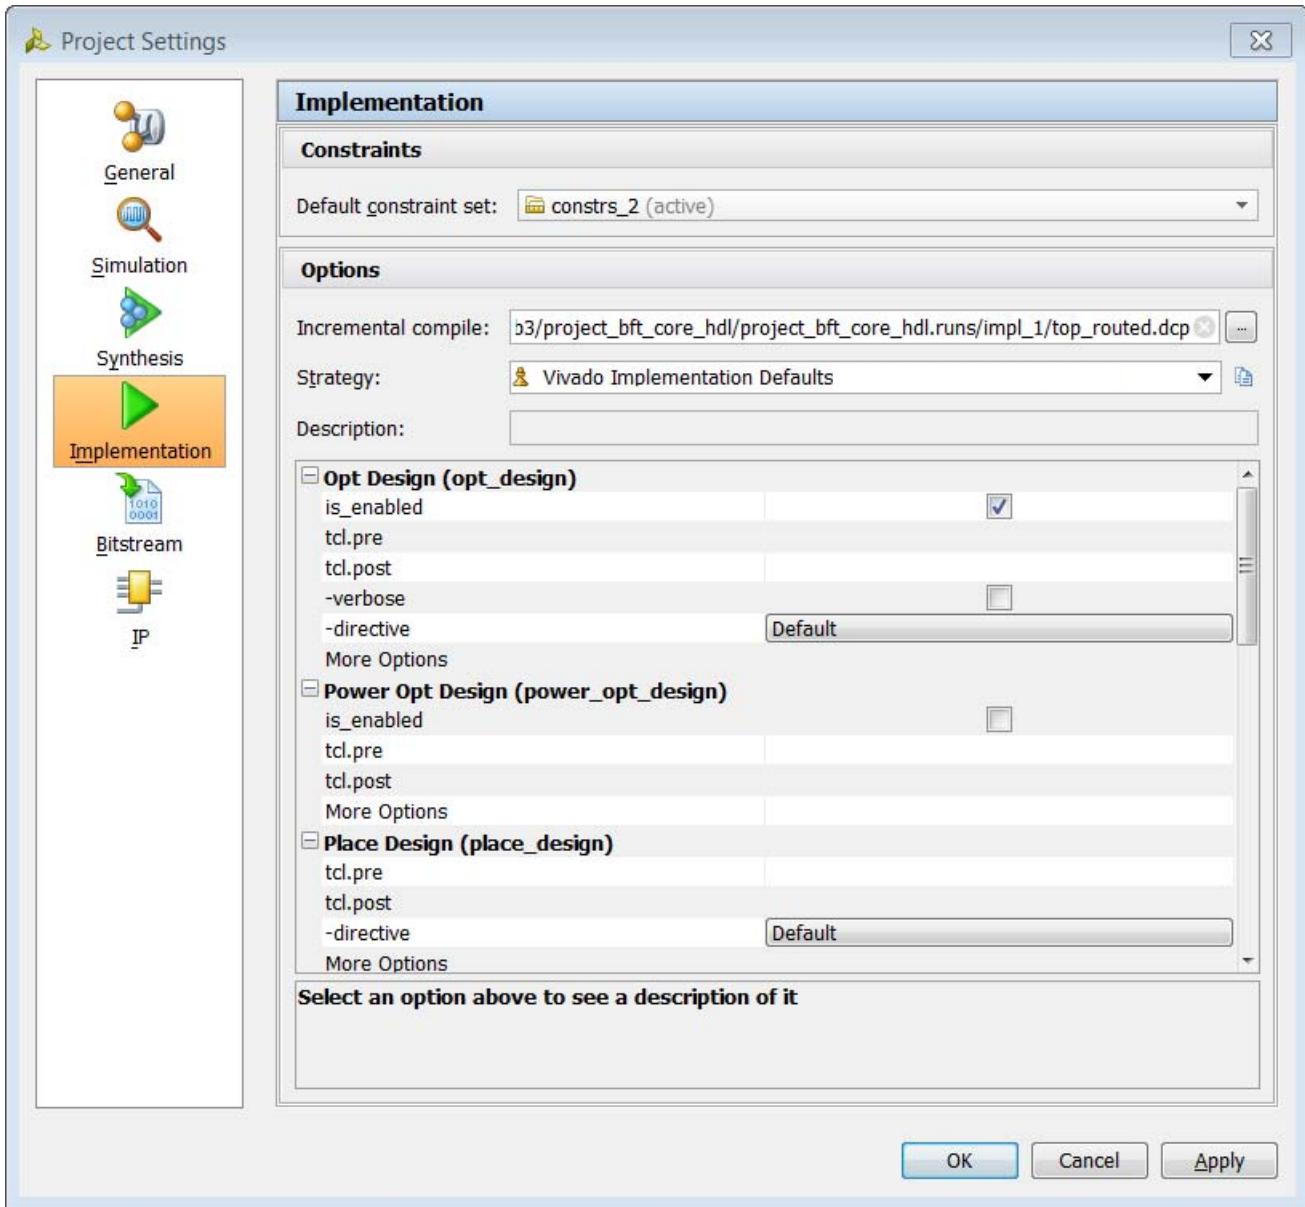 Project Settings
General
Simulation
Synthesis
Implementation
Bitstream
IP
Implementation
Constraints
Default constraint set: constrs_2 (active)
Options
Incremental compile: b3/project_bft_core_hdl/project_bft_core_hdl.runs/impl_1/top_routed.dcp ...
Strategy: Vivado Implementation Defaults
Description:
Opt Design (opt_design)
is_enabled
tcl.pre
tcl.post
-verbose
-directive Default
More Options
Power Opt Design (power_opt_design)
is_enabled
tcl.pre
tcl.post
More Options
Place Design (place_design)
tcl.pre
tcl.post
-directive Default
More Options
Select an option above to see a description of it
OK Cancel Apply